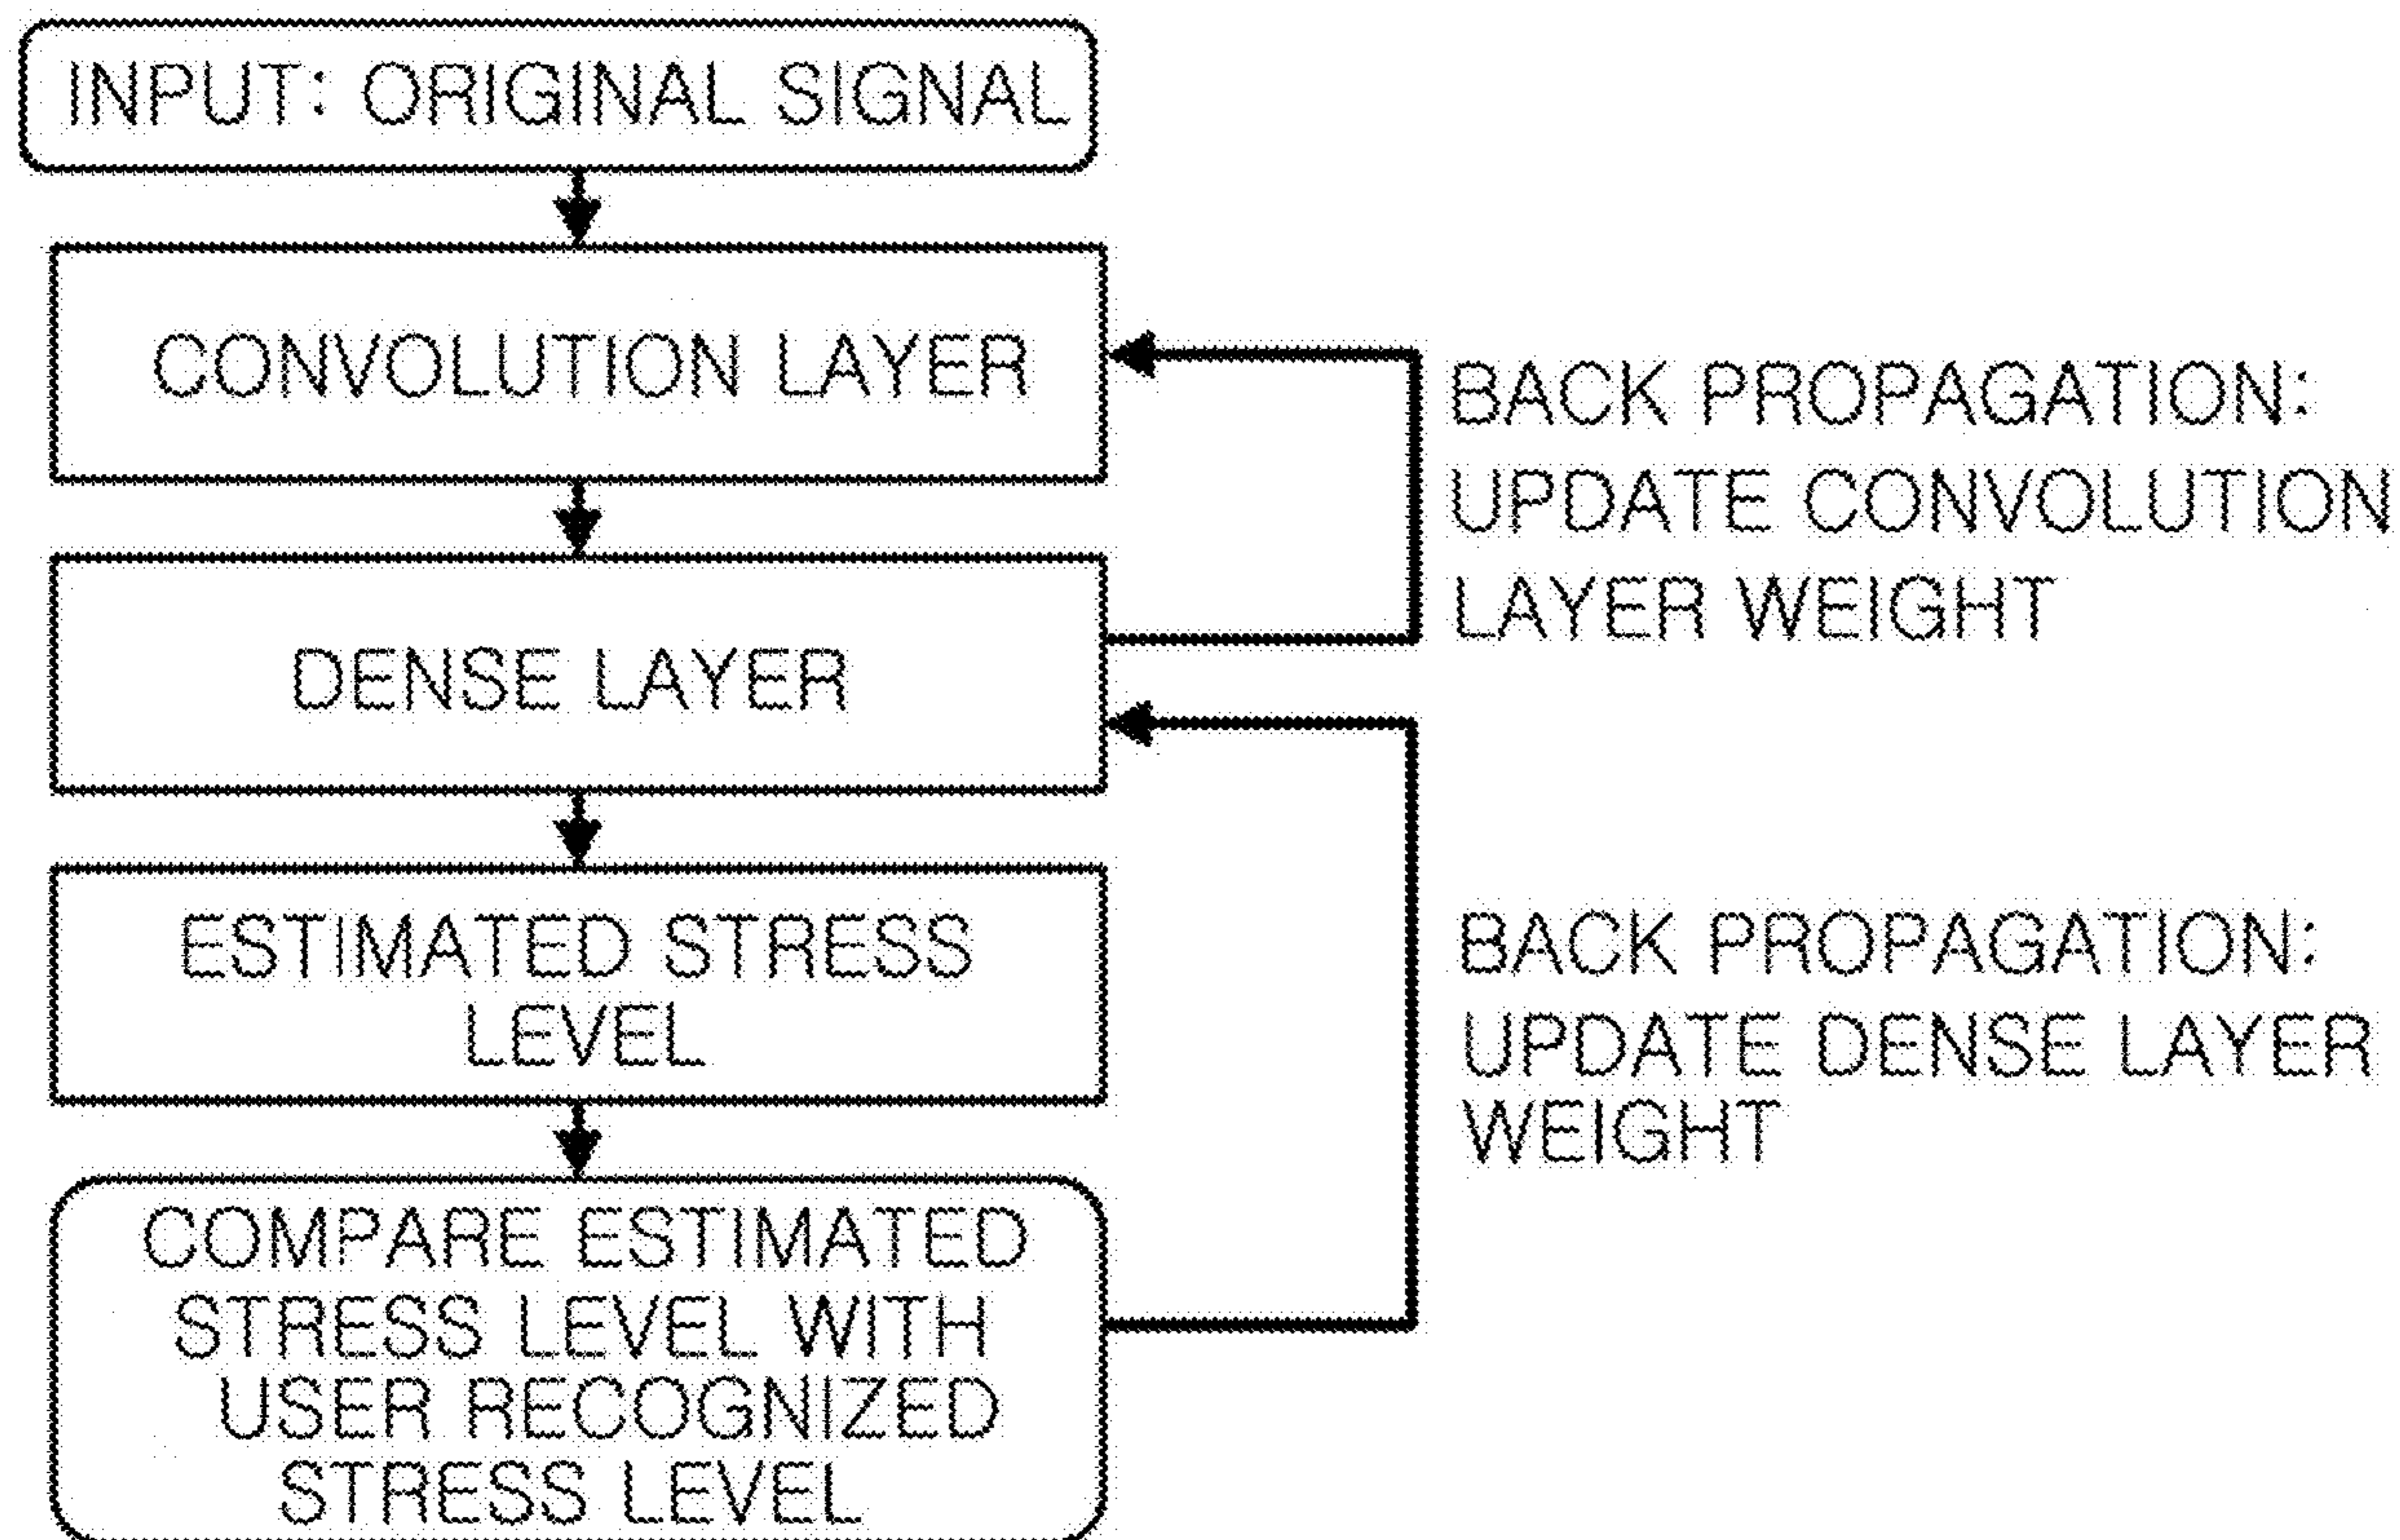 INPUT: ORIGINAL SIGNAL
CONVOLUTION LAYER
BACK PROPAGATION:
UPDATE CONVOLUTION
LAYER WEIGHT
DENSE LAYER
ESTIMATED STRESS
LEVEL
BACK PROPAGATION:
UPDATE DENSE LAYER
WEIGHT
COMPARE ESTIMATED
STRESS LEVEL WITH
USER RECOGNIZED
STRESS LEVEL